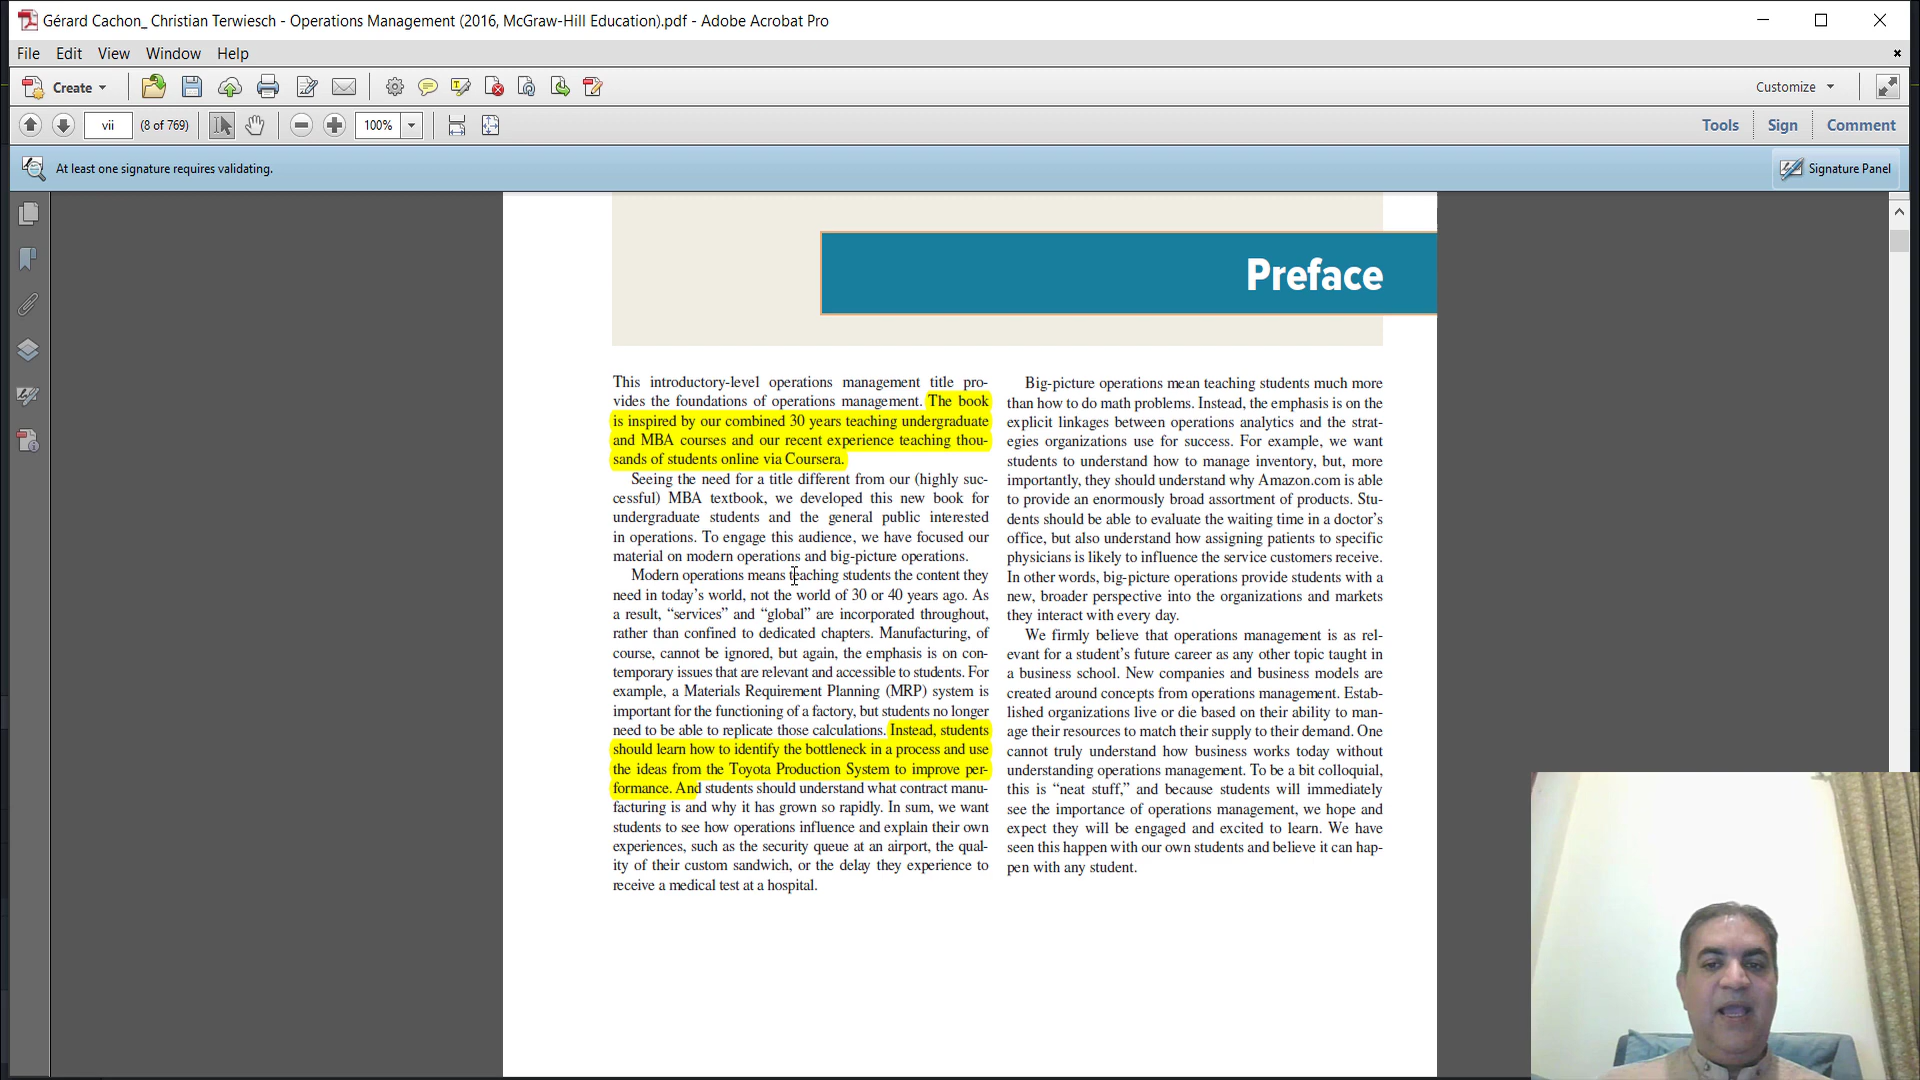 Gérard Cachon_ Christian Terwiesch - Operations Management (2016, McGraw-Hill Education).pdf - Adobe Acrobat Pro
File Edit View Window Help
Create
Customize
vii (8 of 769) 100%
Tools Sign Comment
At least one signature requires validating.
Signature Panel
Preface
This introductory-level operations management title pro-
vides the foundations of operations management. The book
is inspired by our combined 30 years teaching undergraduate
and MBA courses and our recent experience teaching thou-
sands of students online via Coursera.
Seeing the need for a title different from our (highly suc-
cessful) MBA textbook, we developed this new book for
undergraduate students and the general public interested
in operations. To engage this audience, we have focused our
material on modern operations and big-picture operations.
Modern operations means teaching students the content they
need in today’s world, not the world of 30 or 40 years ago. As
a result, “services” and “global” are incorporated throughout,
rather than confined to dedicated chapters. Manufacturing, of
course, cannot be ignored, but again, the emphasis is on con-
temporary issues that are relevant and accessible to students. For
example, a Materials Requirement Planning (MRP) system is
important for the functioning of a factory, but students no longer
need to be able to replicate those calculations. Instead, students
should learn how to identify the bottleneck in a process and use
the ideas from the Toyota Production System to improve per-
formance. And students should understand what contract manu-
facturing is and why it has grown so rapidly. In sum, we want
students to see how operations influence and explain their own
experiences, such as the security queue at an airport, the qual-
ity of their custom sandwich, or the delay they experience to
receive a medical test at a hospital.
Big-picture operations mean teaching students much more
than how to do math problems. Instead, the emphasis is on the
explicit linkages between operations analytics and the strat-
egies organizations use for success. For example, we want
students to understand how to manage inventory, but, more
importantly, they should understand why Amazon.com is able
to provide an enormously broad assortment of products. Stu-
dents should be able to evaluate the waiting time in a doctor’s
office, but also understand how assigning patients to specific
physicians is likely to influence the service customers receive.
In other words, big-picture operations provide students with a
new, broader perspective into the organizations and markets
they interact with every day.
We firmly believe that operations management is as rel-
evant for a student’s future career as any other topic taught in
a business school. New companies and business models are
created around concepts from operations management. Estab-
lished organizations live or die based on their ability to man-
age their resources to match their supply to their demand. One
cannot truly understand how business works today without
understanding operations management. To be a bit colloquial,
this is “neat stuff,” and because students will immediately
see the importance of operations management, we hope and
expect they will be engaged and excited to learn. We have
seen this happen with our own students and believe it can hap-
pen with any student.